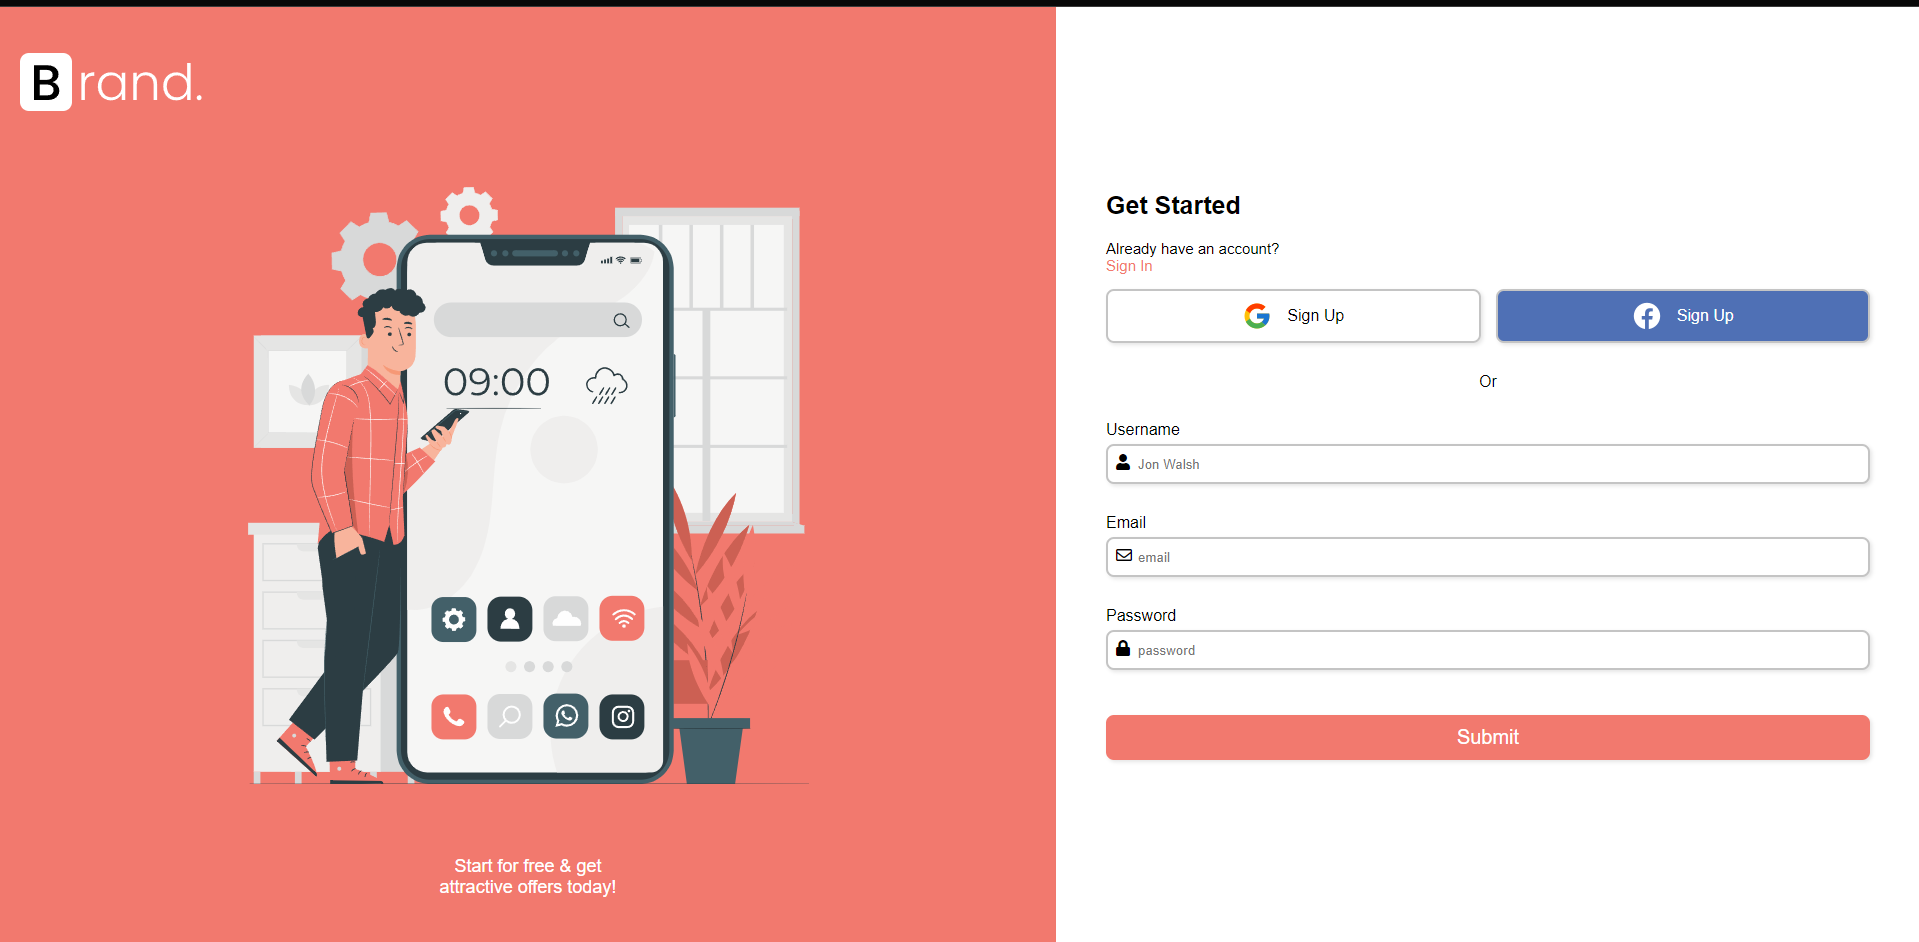 Brand.
09:00
Start for free & get
attractive offers today!
Get Started
Already have an account?
Sign In
Sign Up
Sign Up
Or
Username
Jon Walsh
Email
email
Password
password
Submit